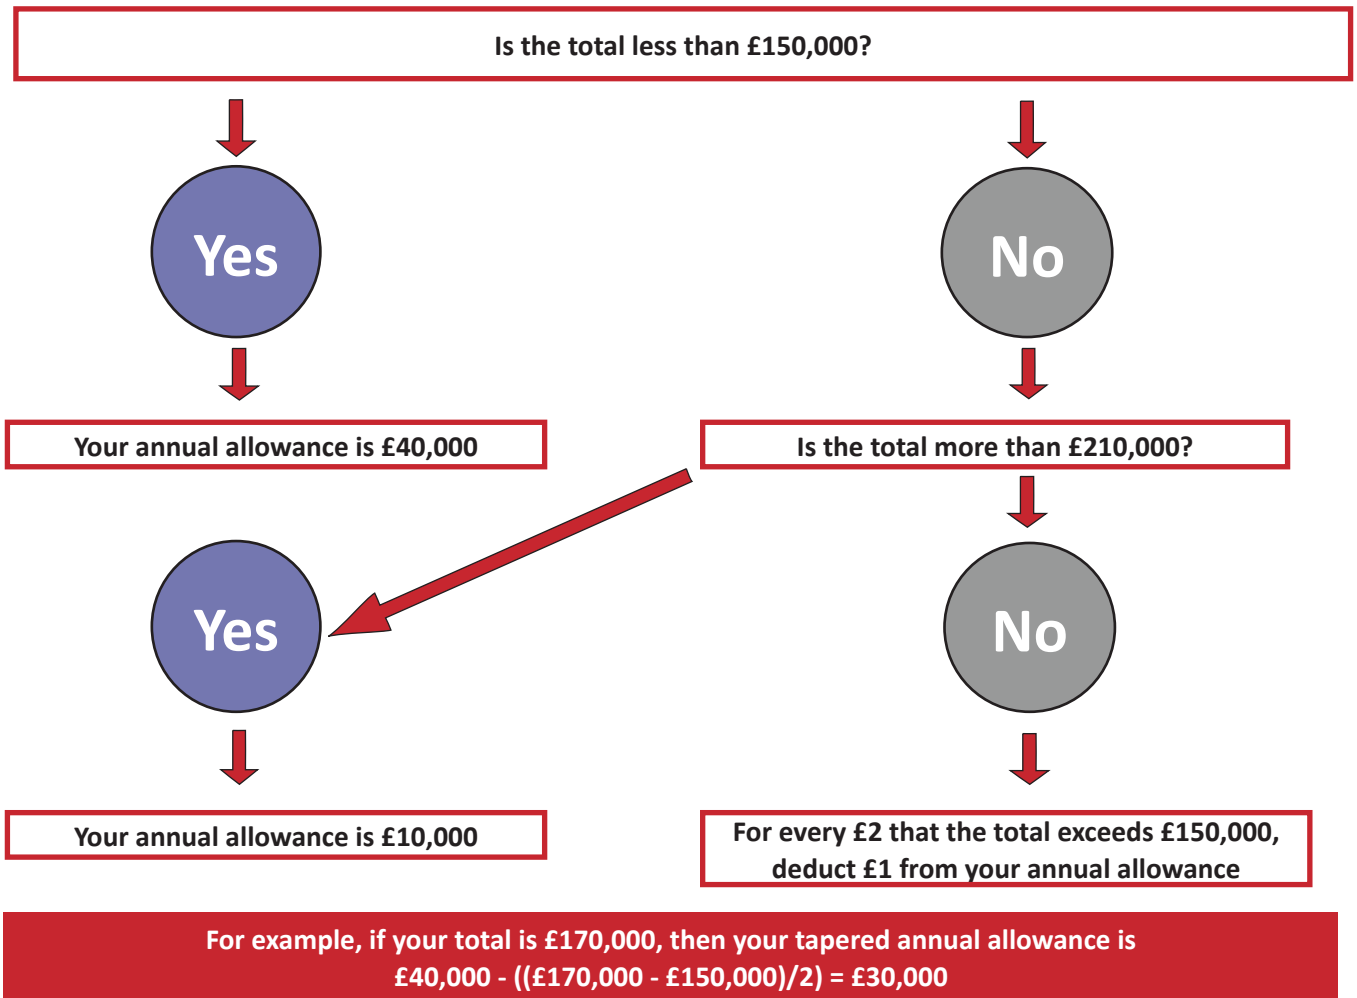 Is the total less than £150,000?
Yes
No
Your annual allowance is £40,000
Is the total more than £210,000?
Yes
No
Your annual allowance is £10,000
For every £2 that the total exceeds £150,000,
deduct £1 from your annual allowance
For example, if your total is £170,000, then your tapered annual allowance is
£40,000 - ((£170,000 - £150,000)/2) = £30,000